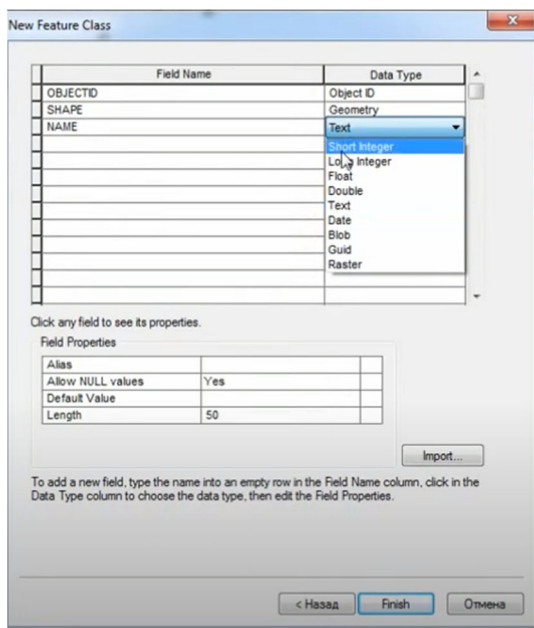 New Feature Class
Field Name Data Type
OBJECTID Object ID
SHAPE Geometry
NAME Text
Short Integer
Long Integer
Float
Double
Text
Date
Blob
Guid
Raster
Click any field to see its properties.
Field Properties
Alias
Allow NULL values Yes
Default Value
Length 50
Import...
To add a new field, type the name into an empty row in the Field Name column, click in the
Data Type column to choose the data type, then edit the Field Properties.
< Назад Finish Отмена